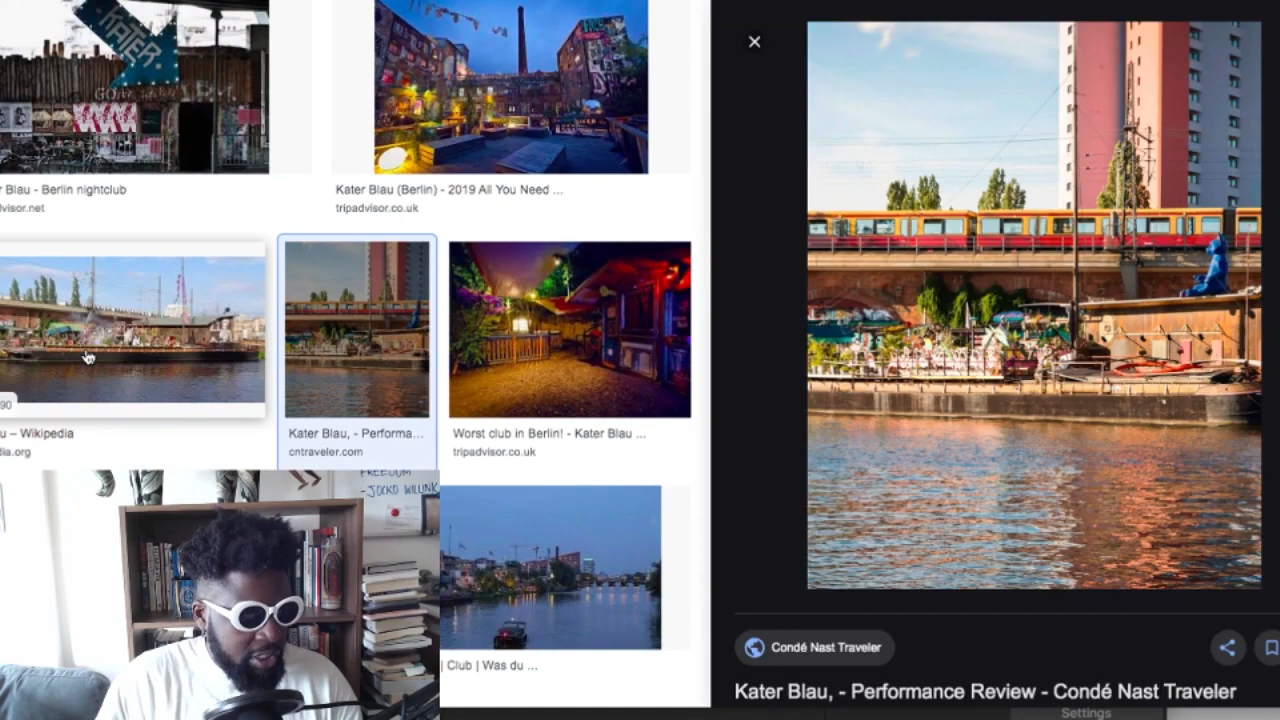 KATER
r Blau - Berlin nightclub
lvisor.net
Kater Blau (Berlin) - 2019 All You Need ...
tripadvisor.co.uk
90
u – Wikipedia
dia.org
Kater Blau, - Performa...
cntraveler.com
Worst club in Berlin! - Kater Blau ...
tripadvisor.co.uk
FREEDOM
-JOCKO WILLINK
| Club | Was du ...
Condé Nast Traveler
Kater Blau, - Performance Review - Condé Nast Traveler
Settings